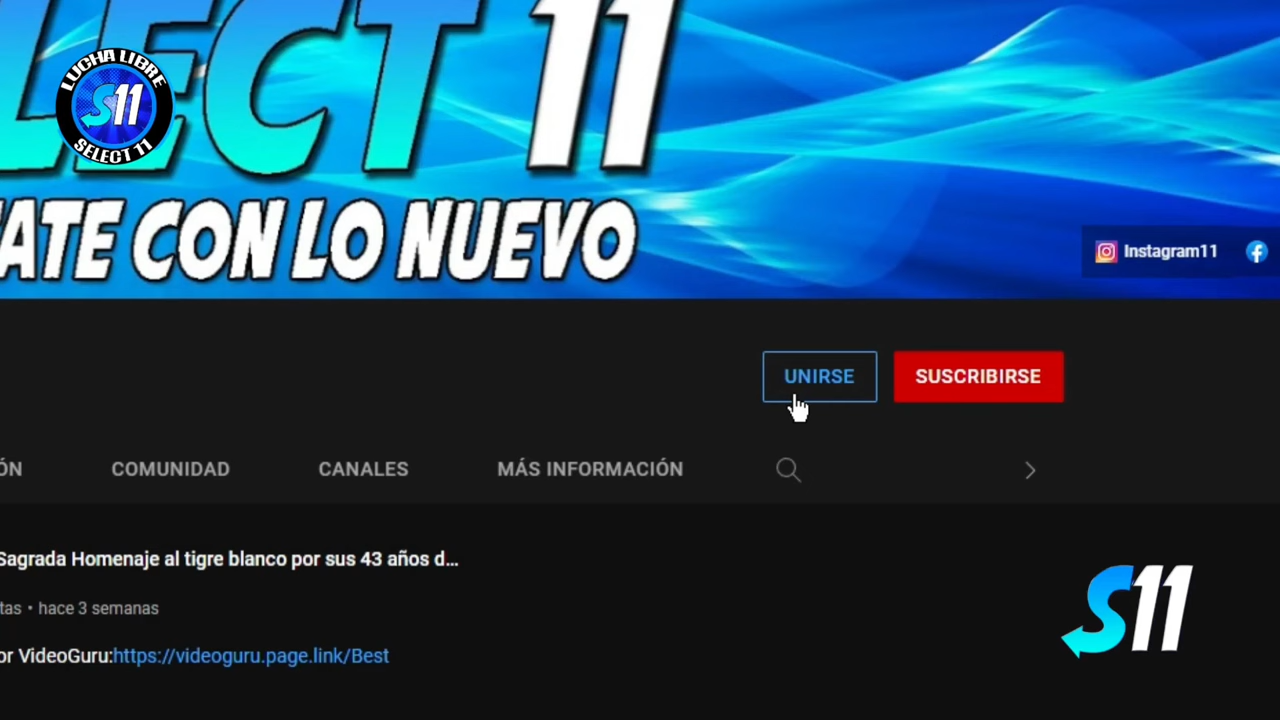 LECT 11
LUCHA LIBRE
S11
SELECT 11
ATE CON LO NUEVO
Instagram11
UNIRSE
SUSCRIBIRSE
ÓN COMUNIDAD CANALES MÁS INFORMACIÓN
Sagrada Homenaje al tigre blanco por sus 43 años d...
tas • hace 3 semanas
or VideoGuru:https://videoguru.page.link/Best
S11